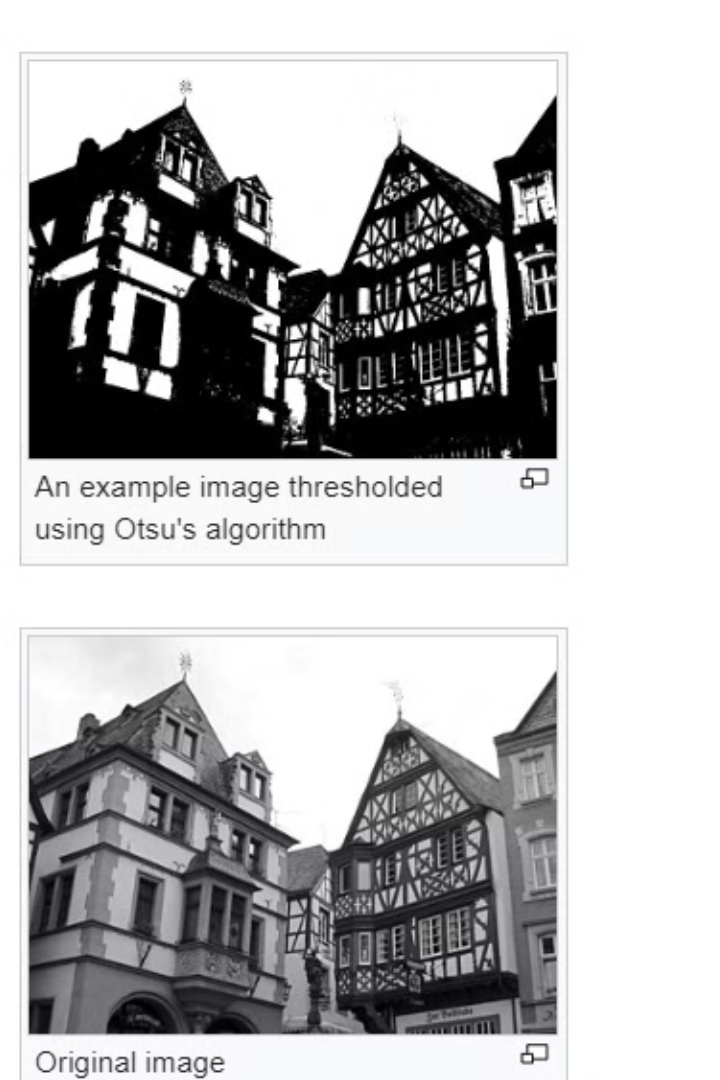 An example image thresholded
using Otsu's algorithm
Original image